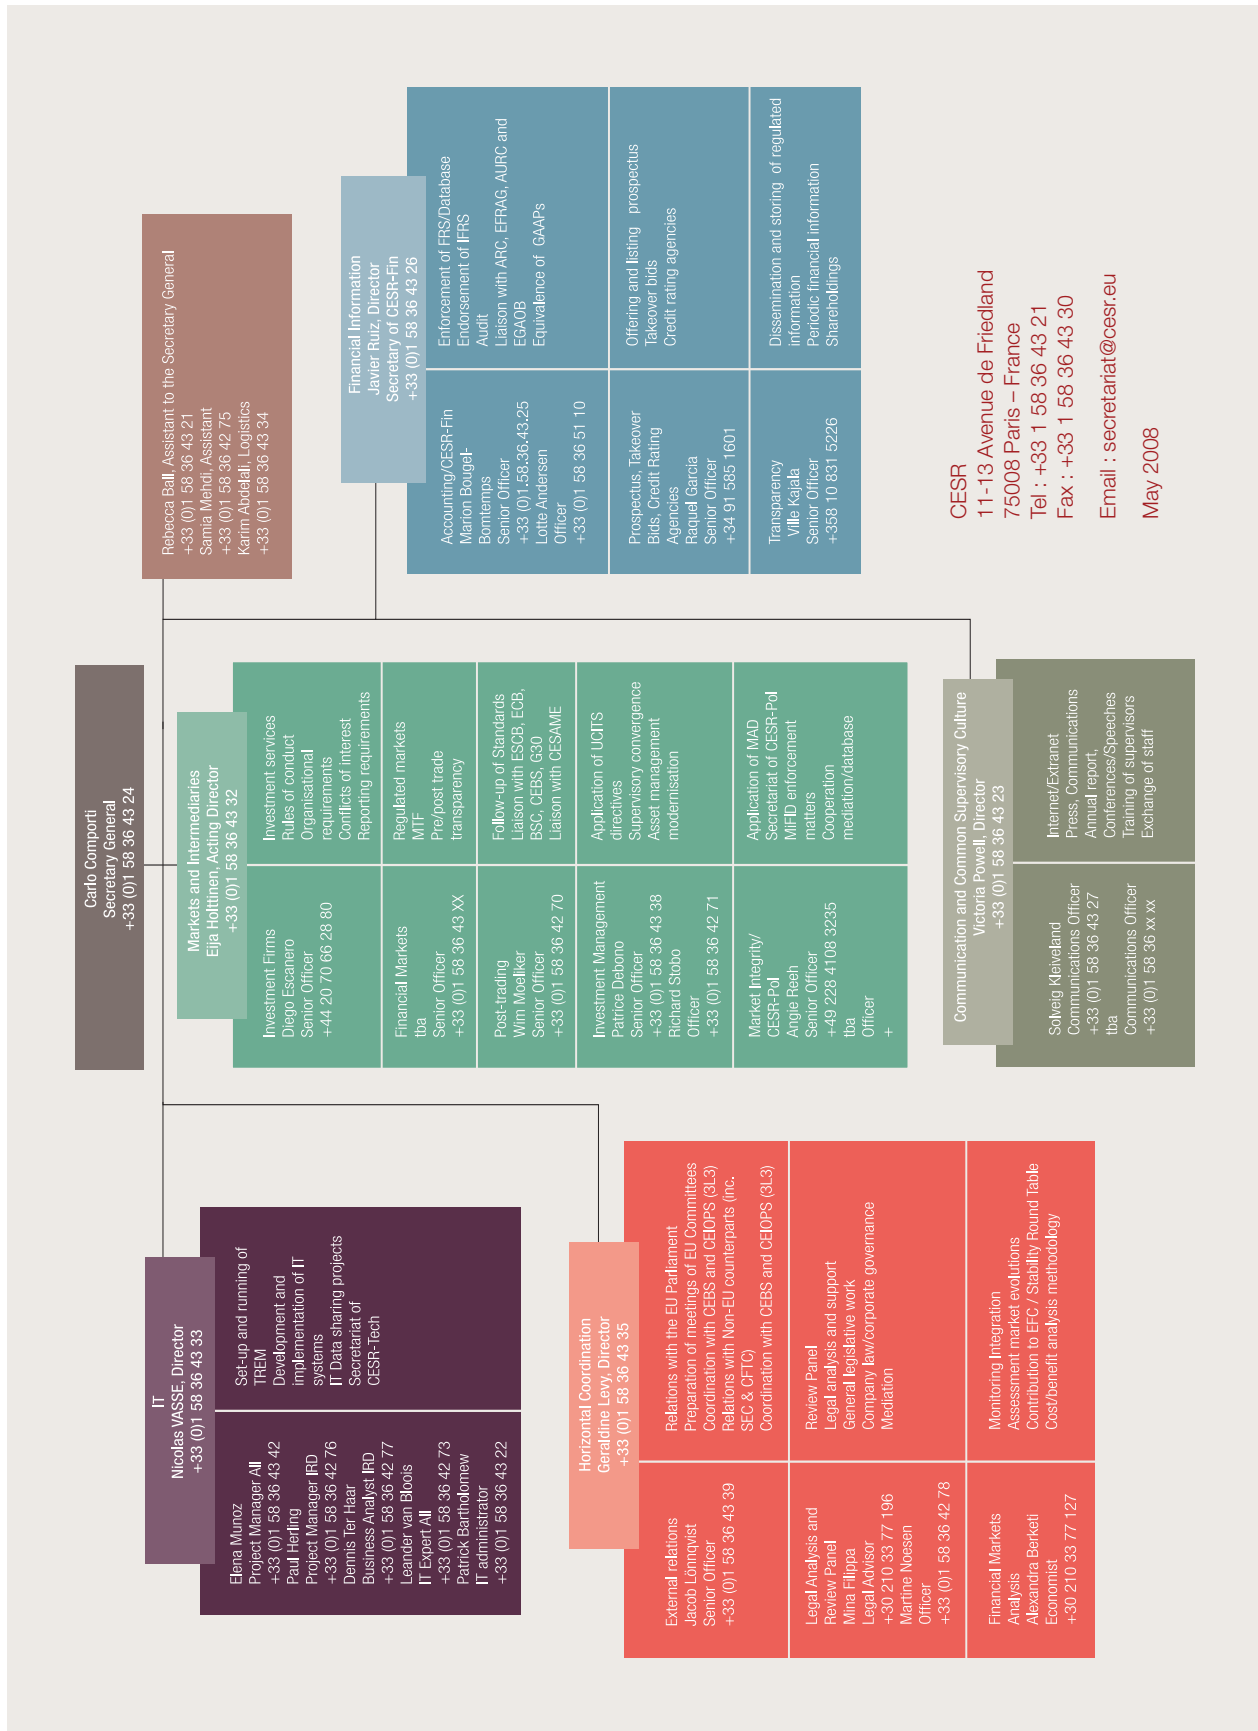 Carlo Comporti
Secretary General
+33 (0)1 58 36 43 24
Rebecca Ball, Assistant to the Secretary General
+33 (0)1 58 36 43 21
Samia Mehdi, Assistant
+33 (0)1 58 36 42 75
Karim Abdelali, Logistics
+33 (0)1 58 36 43 34
IT
Nicolas VASSE, Director
+33 (0)1 58 36 43 33
Elena Munoz
Project Manager All
+33 (0)1 58 36 43 42
Paul Herling
Project Manager IRD
+33 (0)1 58 36 42 76
Dennis Ter Haar
Business Analyst IRD
+33 (0)1 58 36 42 77
Leander van Bloois
IT Expert All
+33 (0)1 58 36 42 73
Patrick Bartholomew
IT administrator
+33 (0)1 58 36 43 22
Set-up and running of
TREM
Development and
implementation of IT
systems
IT Data sharing projects
Secretariat of
CESR-Tech
Markets and Intermediaries
Eija Holttinen, Acting Director
+33 (0)1 58 36 43 32
Investment Firms
Diego Escanero
Senior Officer
+44 20 70 66 28 80
Investment services
Rules of conduct
Organisational
requirements
Conflicts of interest
Reporting requirements
Financial Markets
tba
Senior Officer
+33 (0)1 58 36 43 XX
Regulated markets
MTF
Pre/post trade
transparency
Post-trading
Wim Moeliker
Senior Officer
+33 (0)1 58 36 42 70
Follow-up of Standards
Liaison with ESCB, ECB,
BSC, CEBS, G30
Liaison with CESAME
Investment Management
Patrice Debono
Senior Officer
+33 (0)1 58 36 43 38
Richard Stobo
Officer
+33 (0)1 58 36 42 71
Application of UCITS
directives
Supervisory convergence
Asset management
modernisation
Market Integrity/
CESR-Pol
Angie Reeh
Senior Officer
+49 228 4108 3235
tba
Officer
+
Application of MAD
Secretariat of CESR-Pol
MiFID enforcement
matters
Cooperation
mediation/database
Financial Information
Javier Ruiz, Director
Secretary of CESR-Fin
+33 (0)1 58 36 43 26
Accounting/CESR-Fin
Marion Bougel-
Bomtemps
Senior Officer
+33 (0)1.58.36.43.25
Lotte Andersen
Officer
+33 (0)1 58 36 51 10
Enforcement of FRS/Database
Endorsement of IFRS
Audit
Liaison with ARC, EFRAG, AURC and
EGAOB
Equivalence of GAAPs
Prospectus, Takeover
Bids, Credit Rating
Agencies
Raquel Garcia
Senior Officer
+34 91 585 1601
Offering and listing prospectus
Takeover bids
Credit rating agencies
Transparency
Ville Kajala
Senior Officer
+358 10 831 5226
Dissemination and storing of regulated
information
Periodic financial information
Shareholdings
Horizontal Coordination
Geraldine Levy, Director
+33 (0)1 58 36 43 35
External relations
Jacob Lönnqvist
Senior Officer
+33 (0)1 58 36 43 39
Relations with the EU Parliament
Preparation of meetings of EU Committees
Coordination with CEBS and CEIOPS (3L3)
Relations with Non-EU counterparts (inc.
SEC & CFTC)
Coordination with CEBS and CEIOPS (3L3)
Legal Analysis and
Review Panel
Mina Filippa
Legal Advisor
+30 210 33 77 196
Martine Noesen
Officer
+33 (0)1 58 36 42 78
Review Panel
Legal analysis and support
General legislative work
Company law/corporate governance
Mediation
Financial Markets
Analysis
Alexandra Berketi
Economist
+30 210 33 77 127
Monitoring Integration
Assessment market evolutions
Contribution to EFC / Stability Round Table
Cost/benefit analysis methodology
Communication and Common Supervisory Culture
Victoria Powell, Director
+33 (0)1 58 36 43 23
Solveig Kleiveland
Communications Officer
+33 (0)1 58 36 43 27
tba
Communications Officer
+33 (0)1 58 36 xx xx
Internet/Extranet
Press, Communications
Annual report,
Conferences/Speeches
Training of supervisors
Exchange of staff
CESR
11-13 Avenue de Friedland
75008 Paris – France
Tel : +33 1 58 36 43 21
Fax : +33 1 58 36 43 30
Email : secretariat@cesr.eu
May 2008